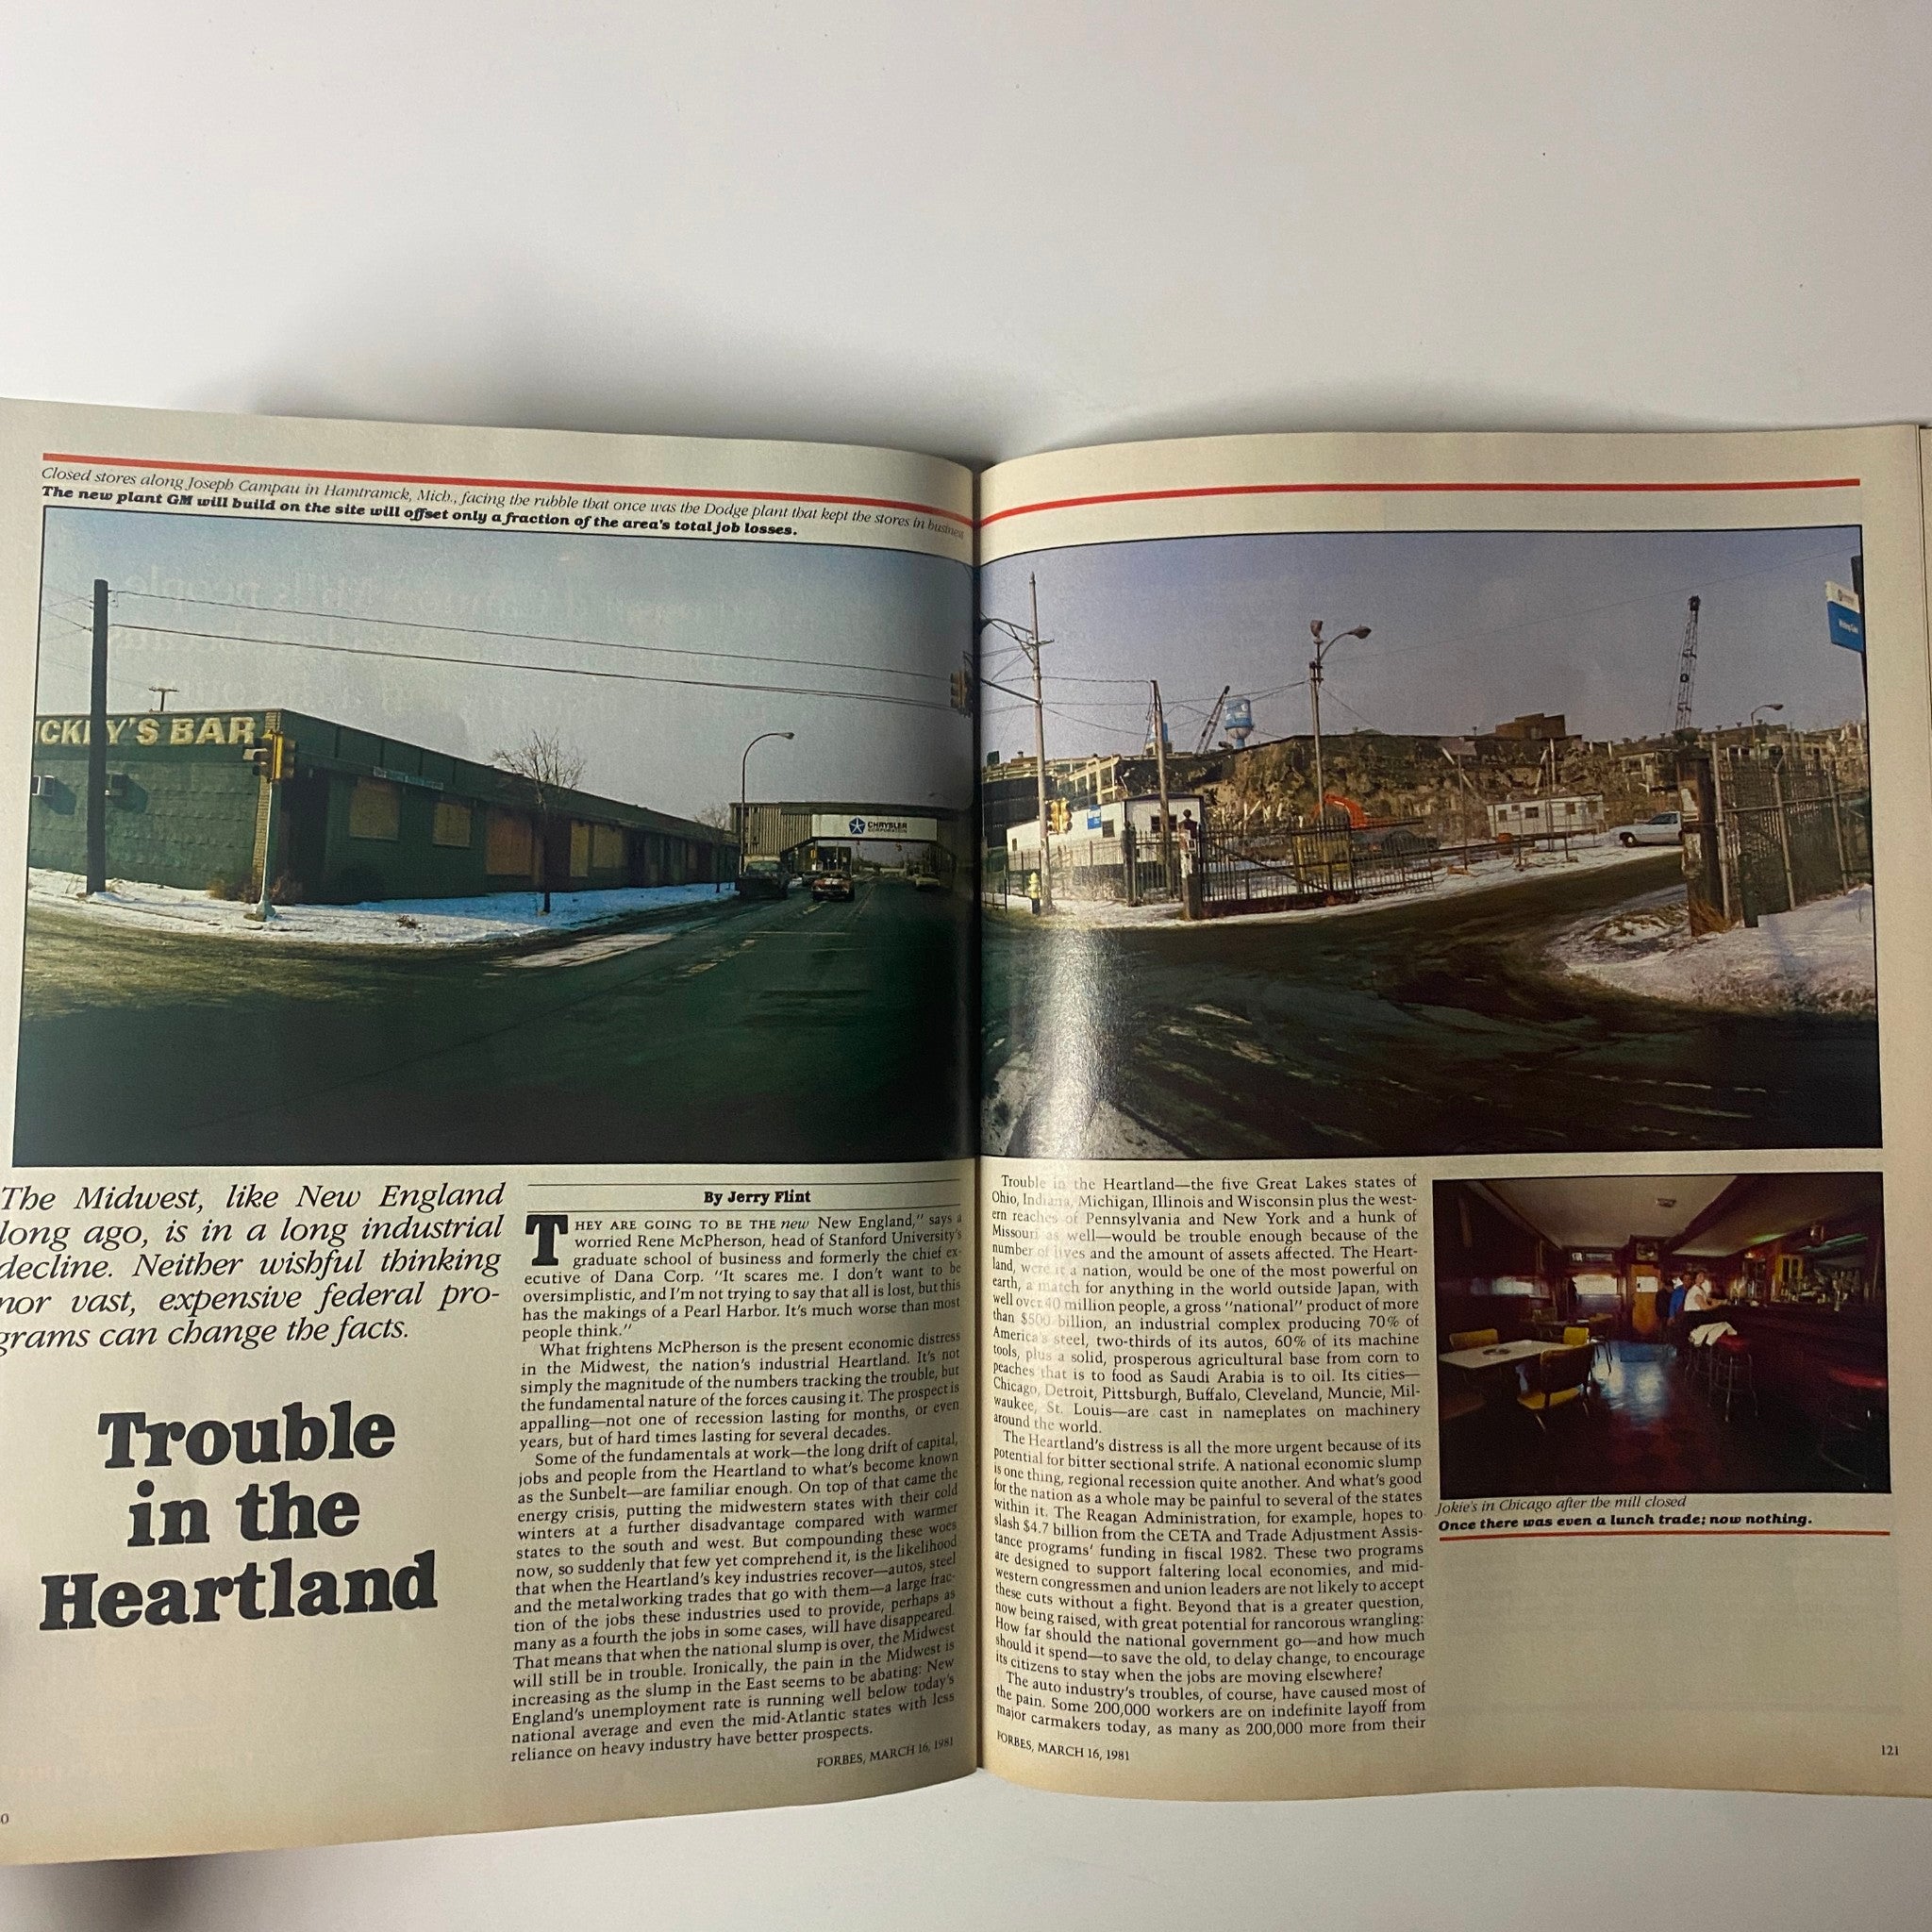 Closed stores along Joseph Campau in Hamtramck, Mich., facing the rubble that once was the Dodge plant that kept the stores in business
The new plant GM will build on the site will offset only a fraction of the area's total job losses.
ICKEY'S BAR
CHRYSLER
CORPORATION
The Midwest, like New England
long ago, is in a long industrial
decline. Neither wishful thinking
nor vast, expensive federal pro-
grams can change the facts.
Trouble
in the
Heartland
By Jerry Flint
THEY ARE GOING TO BE THE new New England," says a
worried Rene McPherson, head of Stanford University's
graduate school of business and formerly the chief ex-
ecutive of Dana Corp. "It scares me. I don't want to be
oversimplistic, and I'm not trying to say that all is lost, but this
has the makings of a Pearl Harbor. It's much worse than most
people think."
What frightens McPherson is the present economic distress
in the Midwest, the nation's industrial Heartland. It's not
simply the magnitude of the numbers tracking the trouble, but
the fundamental nature of the forces causing it. The prospect is
appalling—not one of recession lasting for months, or even
years, but of hard times lasting for several decades.
Some of the fundamentals at work—the long drift of capital,
jobs and people from the Heartland to what's become known
as the Sunbelt—are familiar enough. On top of that came the
energy crisis, putting the midwestern states with their cold
winters at a further disadvantage compared with warmer
states to the south and west. But compounding these woes
now, so suddenly that few yet comprehend it, is the likelihood
that when the Heartland's key industries recover—autos, steel
and the metalworking trades that go with them—a large frac-
tion of the jobs these industries used to provide, perhaps as
many as a fourth the jobs in some cases, will have disappeared.
That means that when the national slump is over, the Midwest
will still be in trouble. Ironically, the pain in the Midwest is
increasing as the slump in the East seems to be abating: New
England's unemployment rate is running well below today's
national average and even the mid-Atlantic states with less
reliance on heavy industry have better prospects.
FORBES, MARCH 16, 1981
0
Trouble in the Heartland—the five Great Lakes states of
Ohio, Indiana, Michigan, Illinois and Wisconsin plus the west-
ern reaches of Pennsylvania and New York and a hunk of
Missouri as well—would be trouble enough because of the
number of lives and the amount of assets affected. The Heart-
land, were it a nation, would be one of the most powerful on
earth, a match for anything in the world outside Japan, with
well over 40 million people, a gross "national" product of more
than $500 billion, an industrial complex producing 70% of
America's steel, two-thirds of its autos, 60% of its machine
tools, plus a solid, prosperous agricultural base from corn to
peaches that is to food as Saudi Arabia is to oil. Its cities—
Chicago, Detroit, Pittsburgh, Buffalo, Cleveland, Muncie, Mil-
waukee, St. Louis—are cast in nameplates on machinery
around the world.
The Heartland's distress is all the more urgent because of its
potential for bitter sectional strife. A national economic slump
is one thing, regional recession quite another. And what's good
for the nation as a whole may be painful to several of the states
within it. The Reagan Administration, for example, hopes to
slash $4.7 billion from the CETA and Trade Adjustment Assis-
tance programs' funding in fiscal 1982. These two programs
are designed to support faltering local economies, and mid-
western congressmen and union leaders are not likely to accept
these cuts without a fight. Beyond that is a greater question,
now being raised, with great potential for rancorous wrangling:
How far should the national government go—and how much
should it spend—to save the old, to delay change, to encourage
its citizens to stay when the jobs are moving elsewhere?
The auto industry's troubles, of course, have caused most of
the pain. Some 200,000 workers are on indefinite layoff from
major carmakers today, as many as 200,000 more from their
FORBES, MARCH 16, 1981
Jokie's in Chicago after the mill closed
Once there was even a lunch trade; now nothing.
121